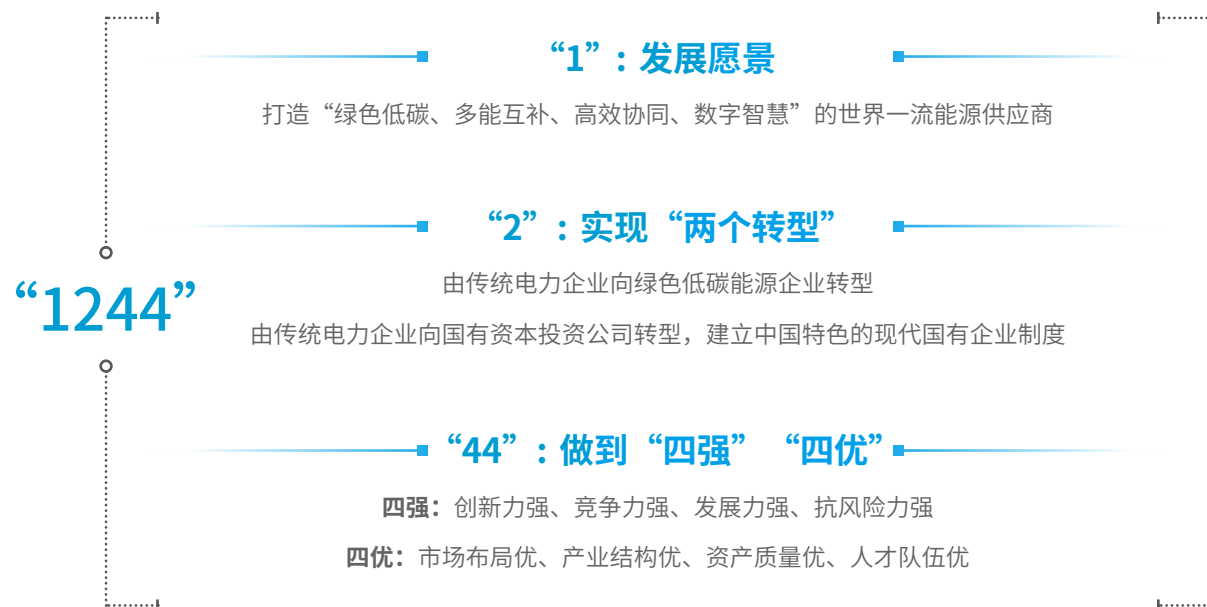 “1”：发展愿景
打造“绿色低碳、多能互补、高效协同、数字智慧”的世界一流能源供应商
“2”：实现“两个转型”
由传统电力企业向绿色低碳能源企业转型
“1244”
由传统电力企业向国有资本投资公司转型，建立中国特色的现代国有企业制度
“44”：做到“四强” “四优”
四强：创新力强、竞争力强、发展力强、抗风险力强
四优：市场布局优、产业结构优、资产质量优、人才队伍优